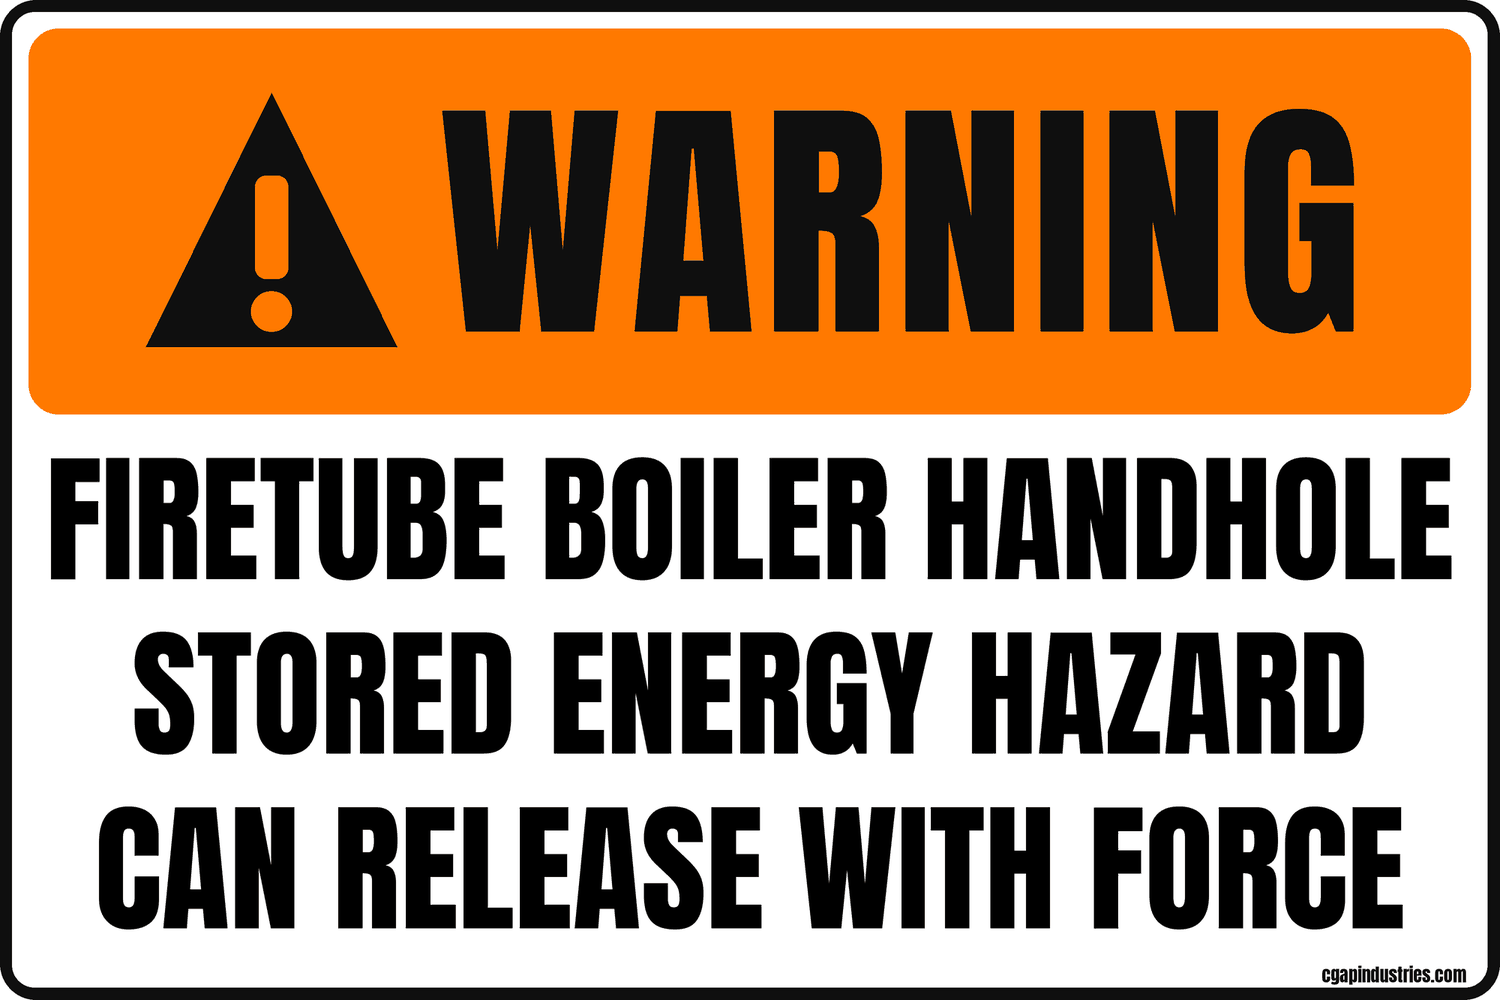 WARNING
FIRETUBE BOILER HANDHOLE
STORED ENERGY HAZARD
CAN RELEASE WITH FORCE
cgapindustries.com